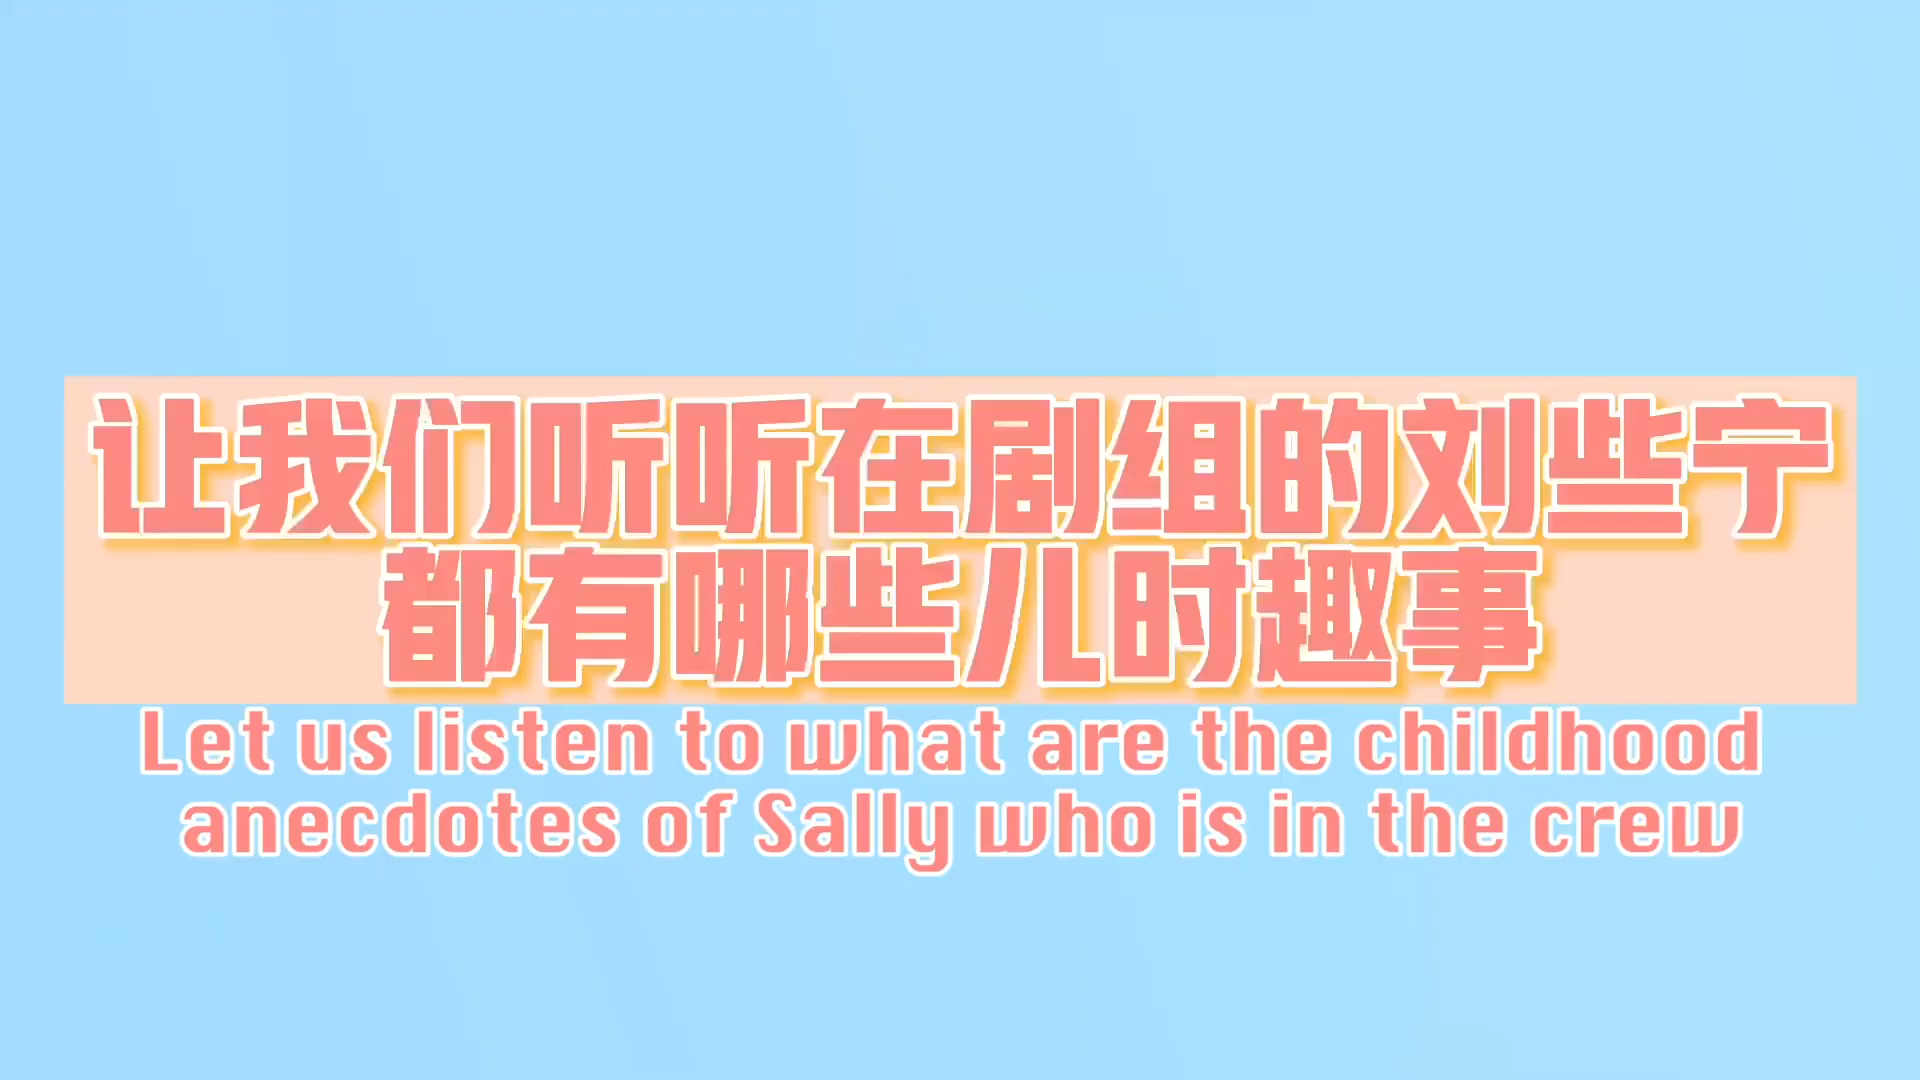 让我们听听在剧组的刘些宁
都有哪些儿时趣事
Let us listen to what are the childhood
anecdotes of Sally who is in the crew